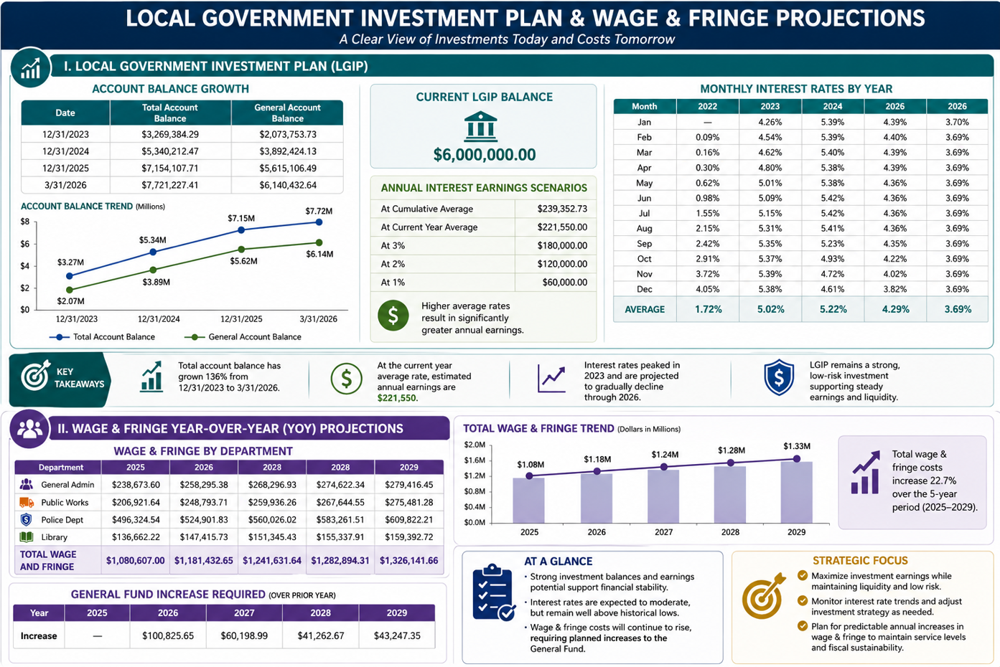 LOCAL GOVERNMENT INVESTMENT PLAN & WAGE & FRINGE PROJECTIONS
A Clear View of Investments Today and Costs Tomorrow
I. LOCAL GOVERNMENT INVESTMENT PLAN (LGIP)
ACCOUNT BALANCE GROWTH
Date Total Account Balance General Account Balance
12/31/2023 $3,269,384.29 $2,073,753.73
12/31/2024 $5,340,212.47 $3,892,424.13
12/31/2025 $7,154,107.71 $5,615,106.49
3/31/2026 $7,721,227.41 $6,140,432.64
ACCOUNT BALANCE TREND (Millions)
$8
$6
$4
$2
$0
$3.27M
$5.34M
$7.15M
$7.72M
$2.07M
$3.89M
$5.62M
$6.14M
12/31/2023 12/31/2024 12/31/2025 3/31/2026
Total Account Balance General Account Balance
CURRENT LGIP BALANCE
$6,000,000.00
ANNUAL INTEREST EARNINGS SCENARIOS
At Cumulative Average $239,352.73
At Current Year Average $221,550.00
At 3% $180,000.00
At 2% $120,000.00
At 1% $60,000.00
$
Higher average rates
result in significantly
greater annual earnings.
MONTHLY INTEREST RATES BY YEAR
Month 2022 2023 2024 2026 2026
Jan — 4.26% 5.39% 4.39% 3.70%
Feb 0.09% 4.54% 5.39% 4.40% 3.69%
Mar 0.16% 4.62% 5.40% 4.39% 3.69%
Apr 0.30% 4.80% 5.38% 4.39% 3.69%
May 0.62% 5.01% 5.38% 4.36% 3.69%
Jun 0.98% 5.09% 5.42% 4.36% 3.69%
Jul 1.55% 5.15% 5.42% 4.36% 3.69%
Aug 2.15% 5.31% 5.41% 4.36% 3.69%
Sep 2.42% 5.35% 5.23% 4.35% 3.69%
Oct 2.91% 5.37% 4.93% 4.22% 3.69%
Nov 3.72% 5.39% 4.72% 4.02% 3.69%
Dec 4.05% 5.38% 4.61% 3.82% 3.69%
AVERAGE 1.72% 5.02% 5.22% 4.29% 3.69%
KEY
TAKEAWAYS
Total account balance has
grown 136% from
12/31/2023 to 3/31/2026.
$
At the current year
average rate, estimated
annual earnings are
$221,550.
Interest rates peaked in
2023 and are projected
to gradually decline
through 2026.
$
LGIP remains a strong,
low-risk investment
supporting steady
earnings and liquidity.
II. WAGE & FRINGE YEAR-OVER-YEAR (YOY) PROJECTIONS
WAGE & FRINGE BY DEPARTMENT
Department 2025 2026 2028 2028 2029
General Admin $238,673.60 $258,295.38 $268,296.93 $274,622.34 $279,416.45
Public Works $206,921.64 $248,793.71 $259,936.26 $267,644.55 $275,481.28
Police Dept $496,324.54 $524,901.83 $560,026.02 $583,261.51 $609,822.21
Library $136,662.22 $147,415.73 $151,345.43 $155,337.91 $159,392.72
TOTAL WAGE AND FRINGE $1,080,607.00 $1,181,432.65 $1,241,631.64 $1,282,894.31 $1,326,141.66
GENERAL FUND INCREASE REQUIRED (OVER PRIOR YEAR)
Year 2025 2026 2027 2028 2029
Increase — $100,825.65 $60,198.99 $41,262.67 $43,247.35
TOTAL WAGE & FRINGE TREND (Dollars in Millions)
$2.0M
$1.6M
$1.2M
$0.8M
$0.4M
$0.0M
$1.08M
$1.18M
$1.24M
$1.28M
$1.33M
2025 2026 2027 2028 2029
Total wage &
fringe costs
increase 22.7%
over the 5-year
period (2025–2029).
AT A GLANCE
• Strong investment balances and earnings
potential support financial stability.
• Interest rates are expected to moderate,
but remain well above historical lows.
• Wage & fringe costs will continue to rise,
requiring planned increases to the
General Fund.
STRATEGIC FOCUS
Maximize investment earnings while
maintaining liquidity and low risk.
Monitor interest rate trends and adjust
investment strategy as needed.
Plan for predictable annual increases in
wage & fringe to maintain service levels
and fiscal sustainability.